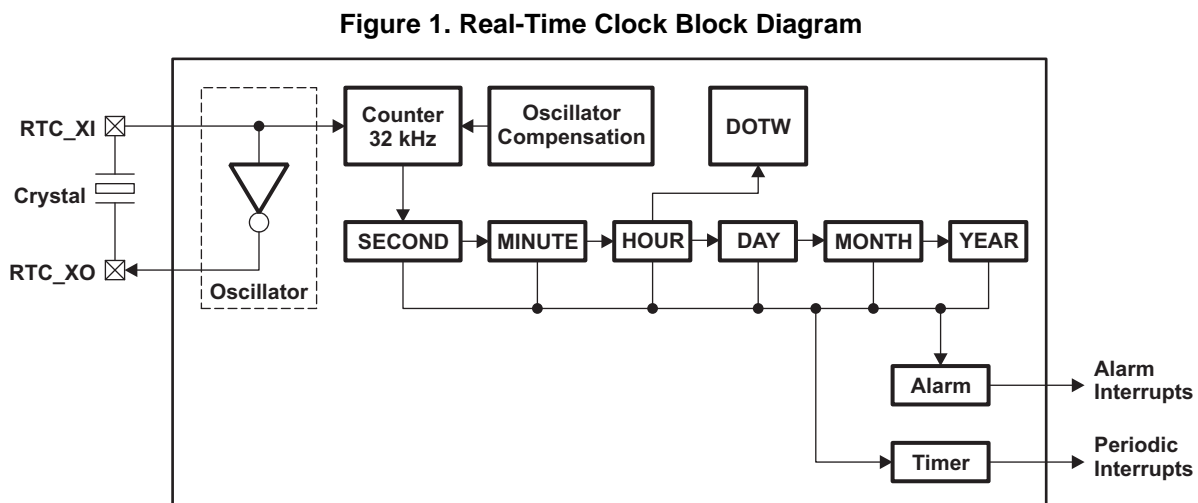 Figure 1. Real-Time Clock Block Diagram
RTC_XI
Crystal
RTC_XO
Oscillator
Counter
32 kHz
Oscillator
Compensation
DOTW
SECOND
MINUTE
HOUR
DAY
MONTH
YEAR
Alarm
Alarm
Interrupts
Timer
Periodic
Interrupts